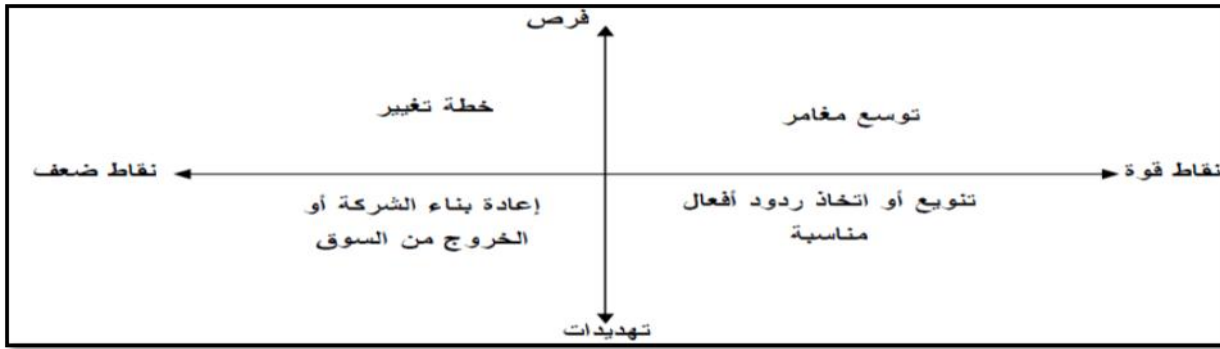 فرص
توسع مغامر
خطة تغيير
نقاط قوة
نقاط ضعف
تنويع أو اتخاذ ردود أفعال
مناسبة
إعادة بناء الشركة أو
الخروج من السوق
تهديدات